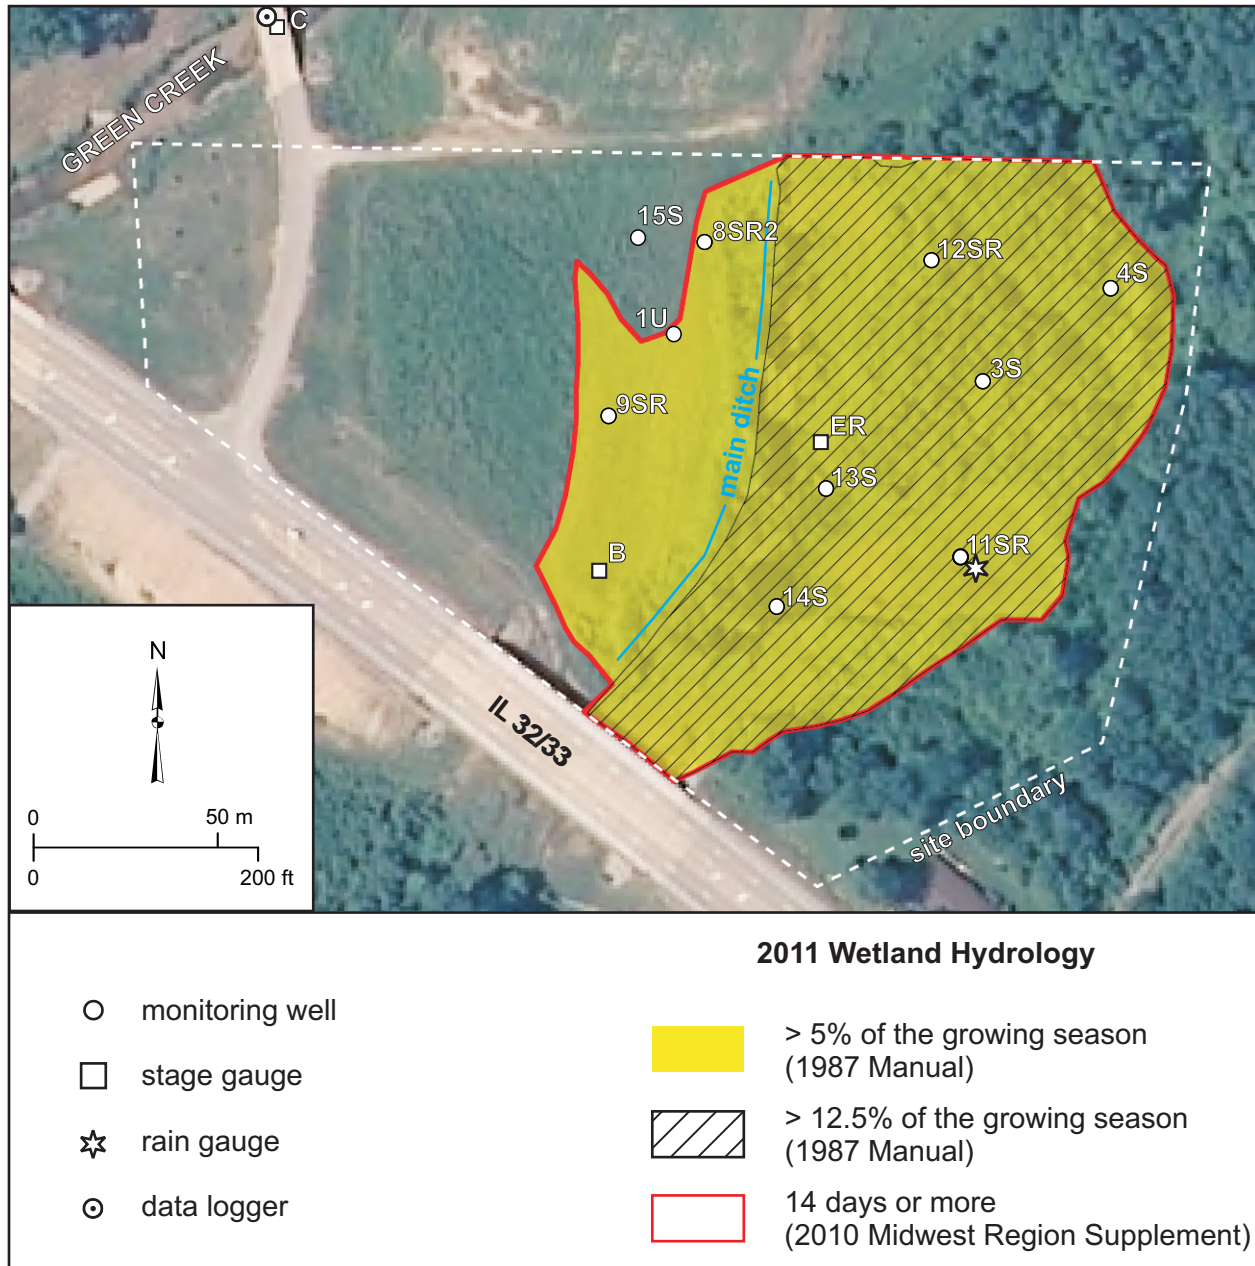 C
GREEN CREEK
15S
8SR2
12SR
4S
1U
3S
9SR
main ditch
ER
13S
B
11SR
14S
IL 32/33
site boundary
N
0 50 m
0 200 ft
2011 Wetland Hydrology
monitoring well
stage gauge
rain gauge
data logger
> 5% of the growing season
(1987 Manual)
> 12.5% of the growing season
(1987 Manual)
14 days or more
(2010 Midwest Region Supplement)